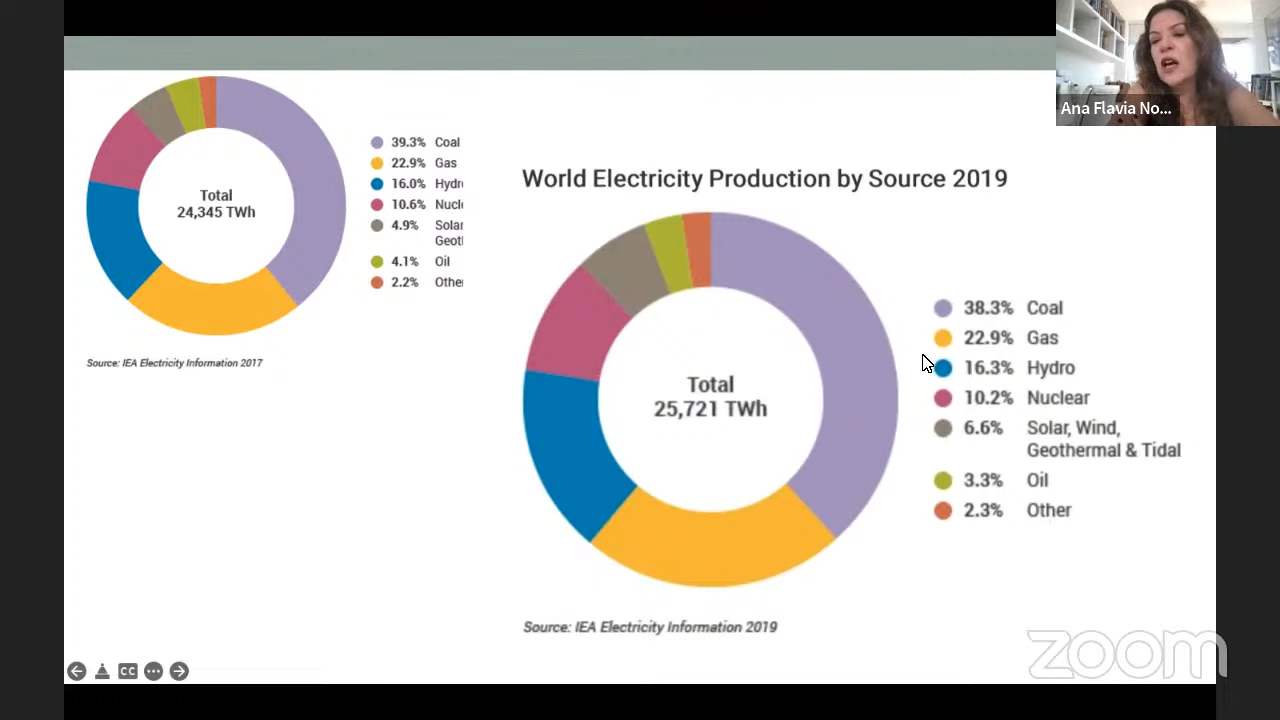 Ana Flavia No...
Total
24,345 TWh
39.3% Coal
22.9% Gas
16.0% Hydr
10.6% Nucl
4.9% Solar
Geot
4.1% Oil
2.2% Othe
Source: IEA Electricity Information 2017
World Electricity Production by Source 2019
Total
25,721 TWh
38.3% Coal
22.9% Gas
16.3% Hydro
10.2% Nuclear
6.6% Solar, Wind,
Geothermal & Tidal
3.3% Oil
2.3% Other
Source: IEA Electricity Information 2019
CC
zoom